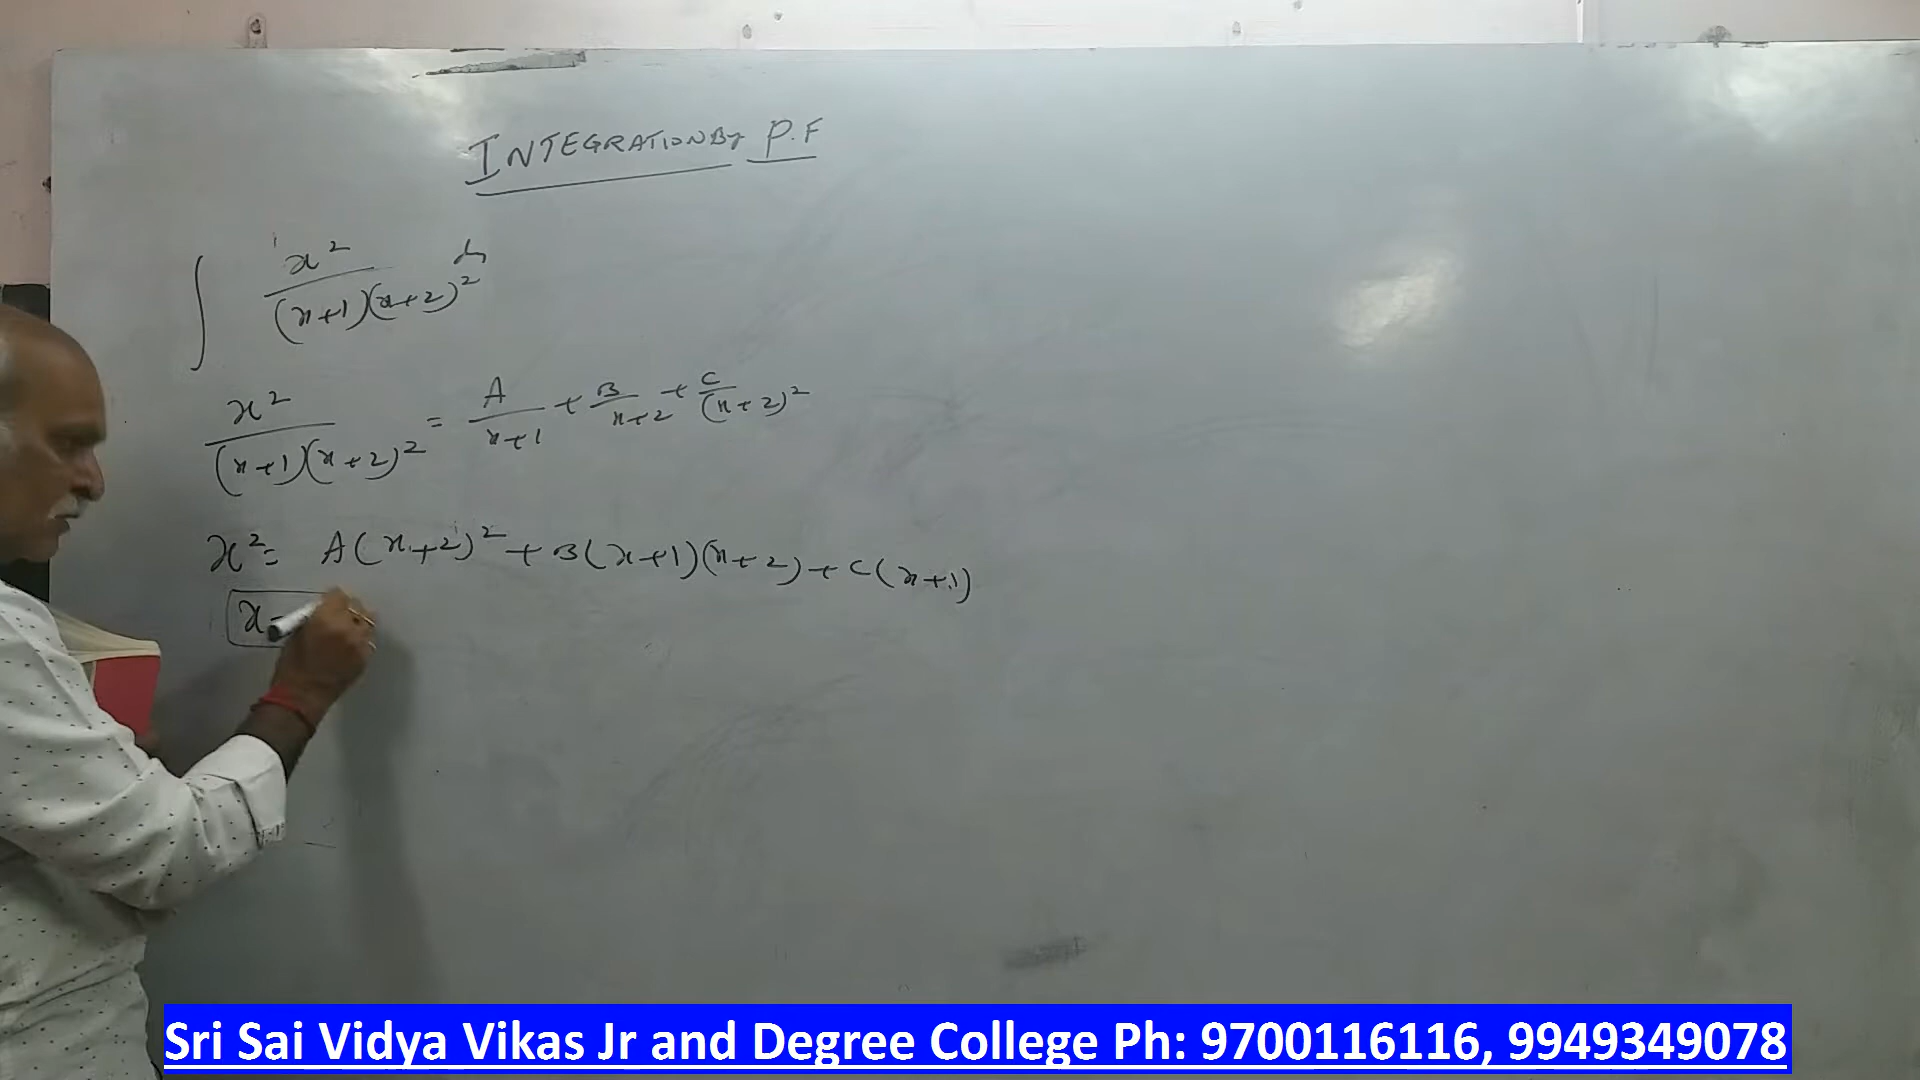 INTEGRATION By P.F
∫ x² / (x+1)(x+2)² dx
x² / (x+1)(x+2)² = A/x+1 + B/x+2 + C/(x+2)²
x² = A(x+2)² + B(x+1)(x+2) + C(x+1)
x=
Sri Sai Vidya Vikas Jr and Degree College Ph: 9700116116, 9949349078